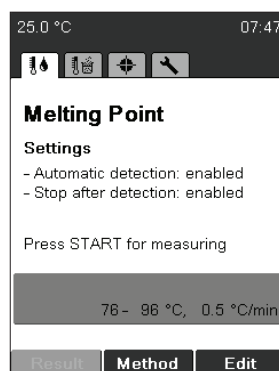 25.0 °C 07:47
Melting Point
Settings
- Automatic detection: enabled
- Stop after detection: enabled
Press START for measuring
76 - 96 °C, 0.5 °C/min
Result Method Edit